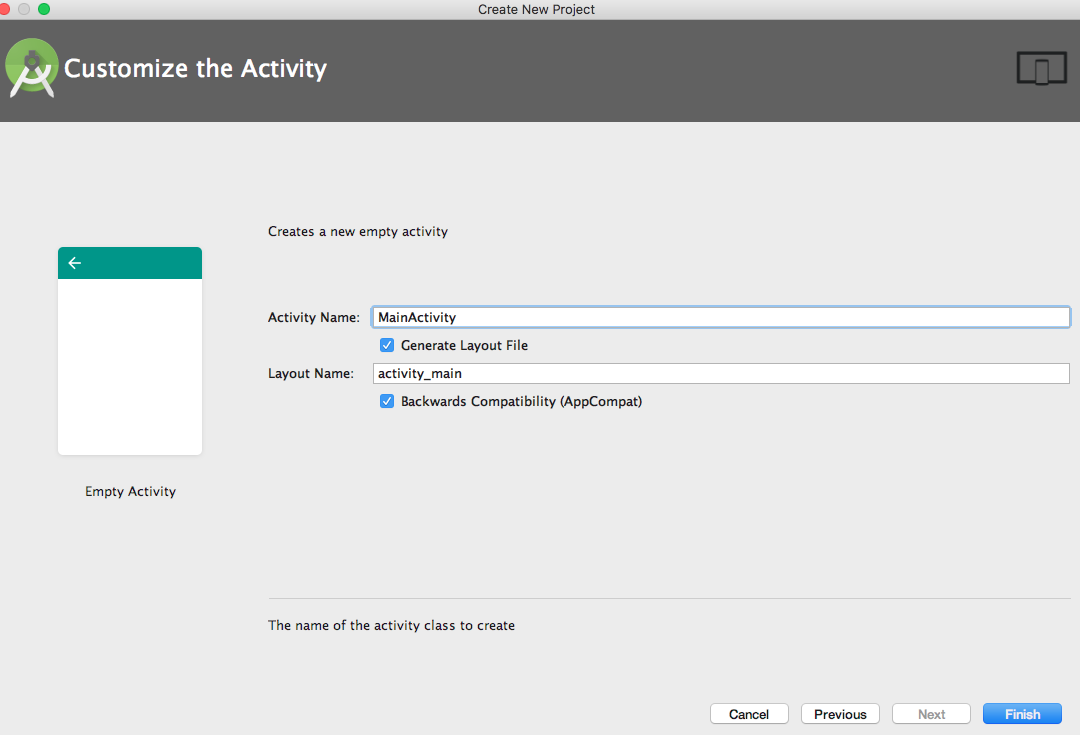 Create New Project
Customize the Activity
Creates a new empty activity
Activity Name: MainActivity
Generate Layout File
Layout Name: activity_main
Backwards Compatibility (AppCompat)
Empty Activity
The name of the activity class to create
Cancel Previous Next Finish